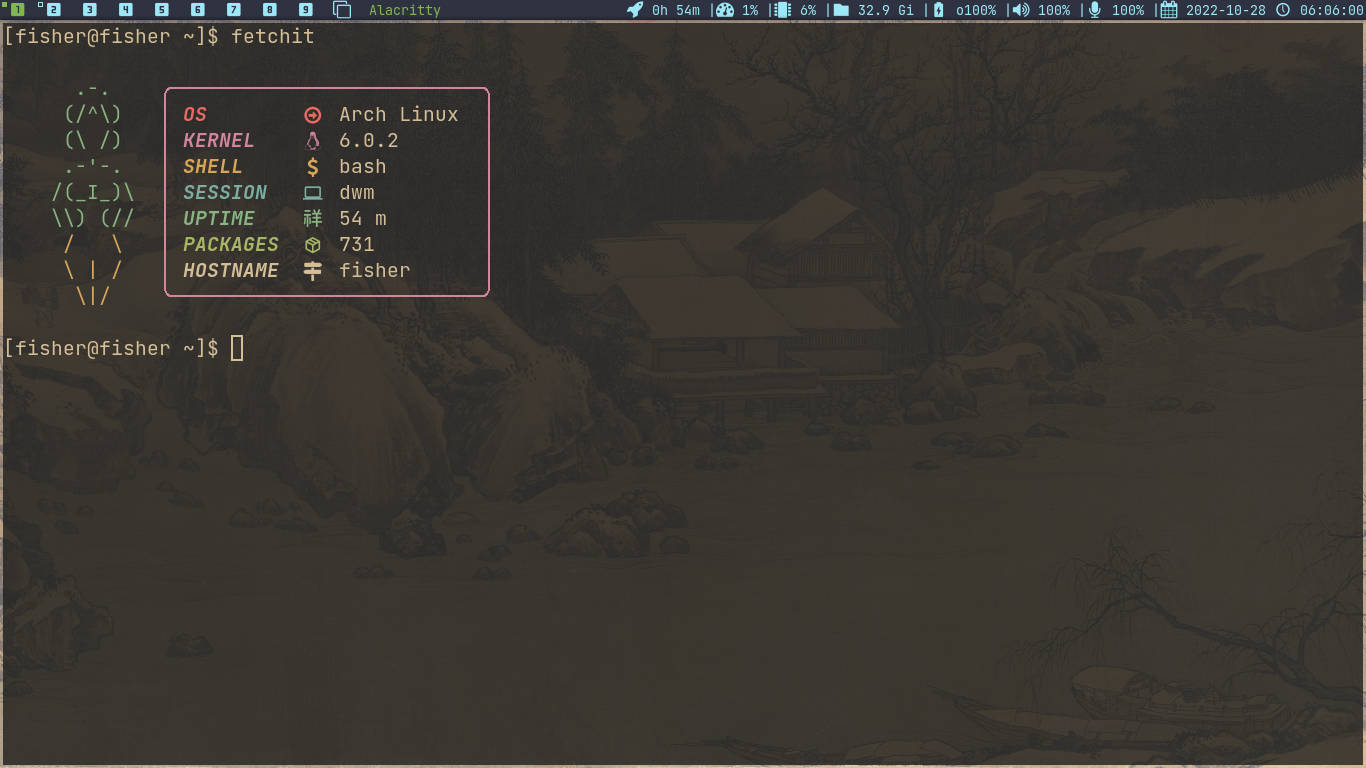 1 2 3 4 5 6 7 8 9 Alacritty 0h 54m | 1% | 6% | 32.9 Gi | o100% | 100% | 100% | 2022-10-28 06:06:00
[fisher@fisher ~]$ fetchit
.-.
(/^\)
(\ /)
.-'-.
/(_I_)\
\\) (//
/   \
\ | /
\|/
OS Arch Linux
KERNEL 6.0.2
SHELL $ bash
SESSION dwm
UPTIME 祥 54 m
PACKAGES 731
HOSTNAME fisher
[fisher@fisher ~]$